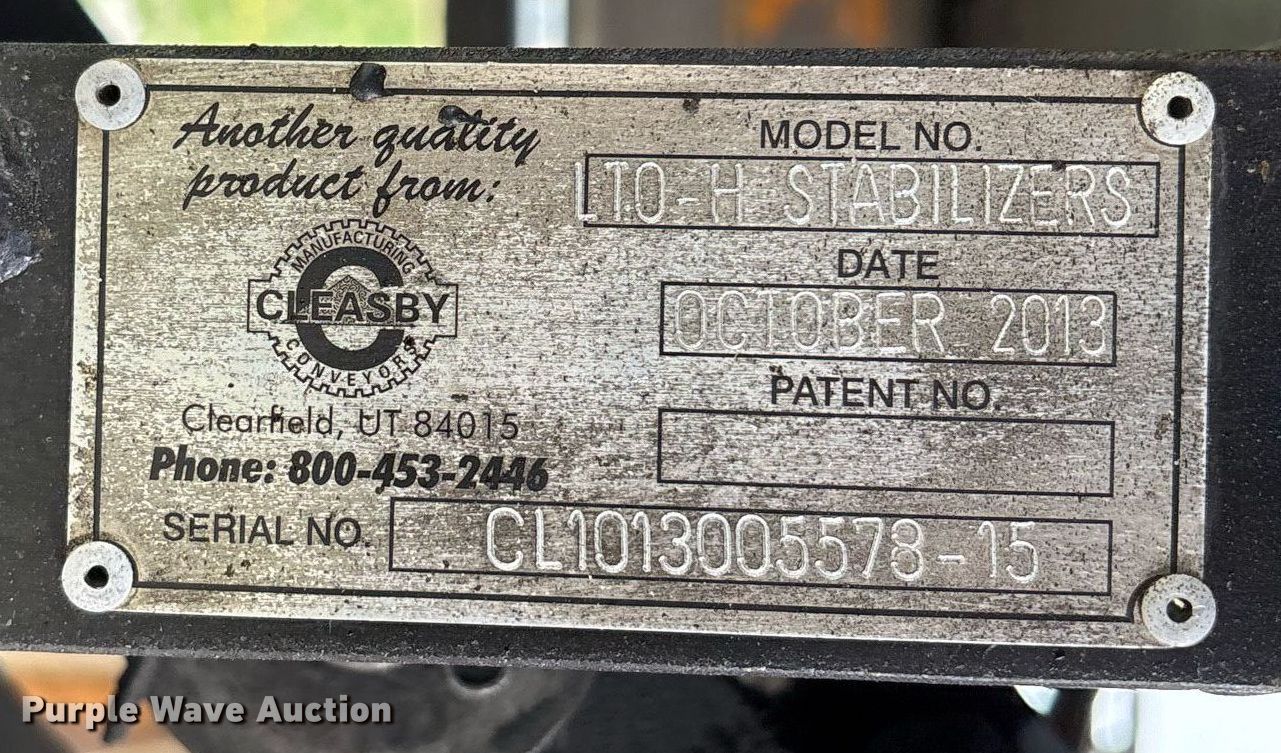 Another quality
product from:
MANUFACTURING
CLEASBY
CONVEYORS
Clearfield, UT 84015
Phone: 800-453-2446
MODEL NO.
LTO-H STABILIZERS
DATE
OCTOBER 2013
PATENT NO.
SERIAL NO. CL1013005578-15
Purple Wave Auction